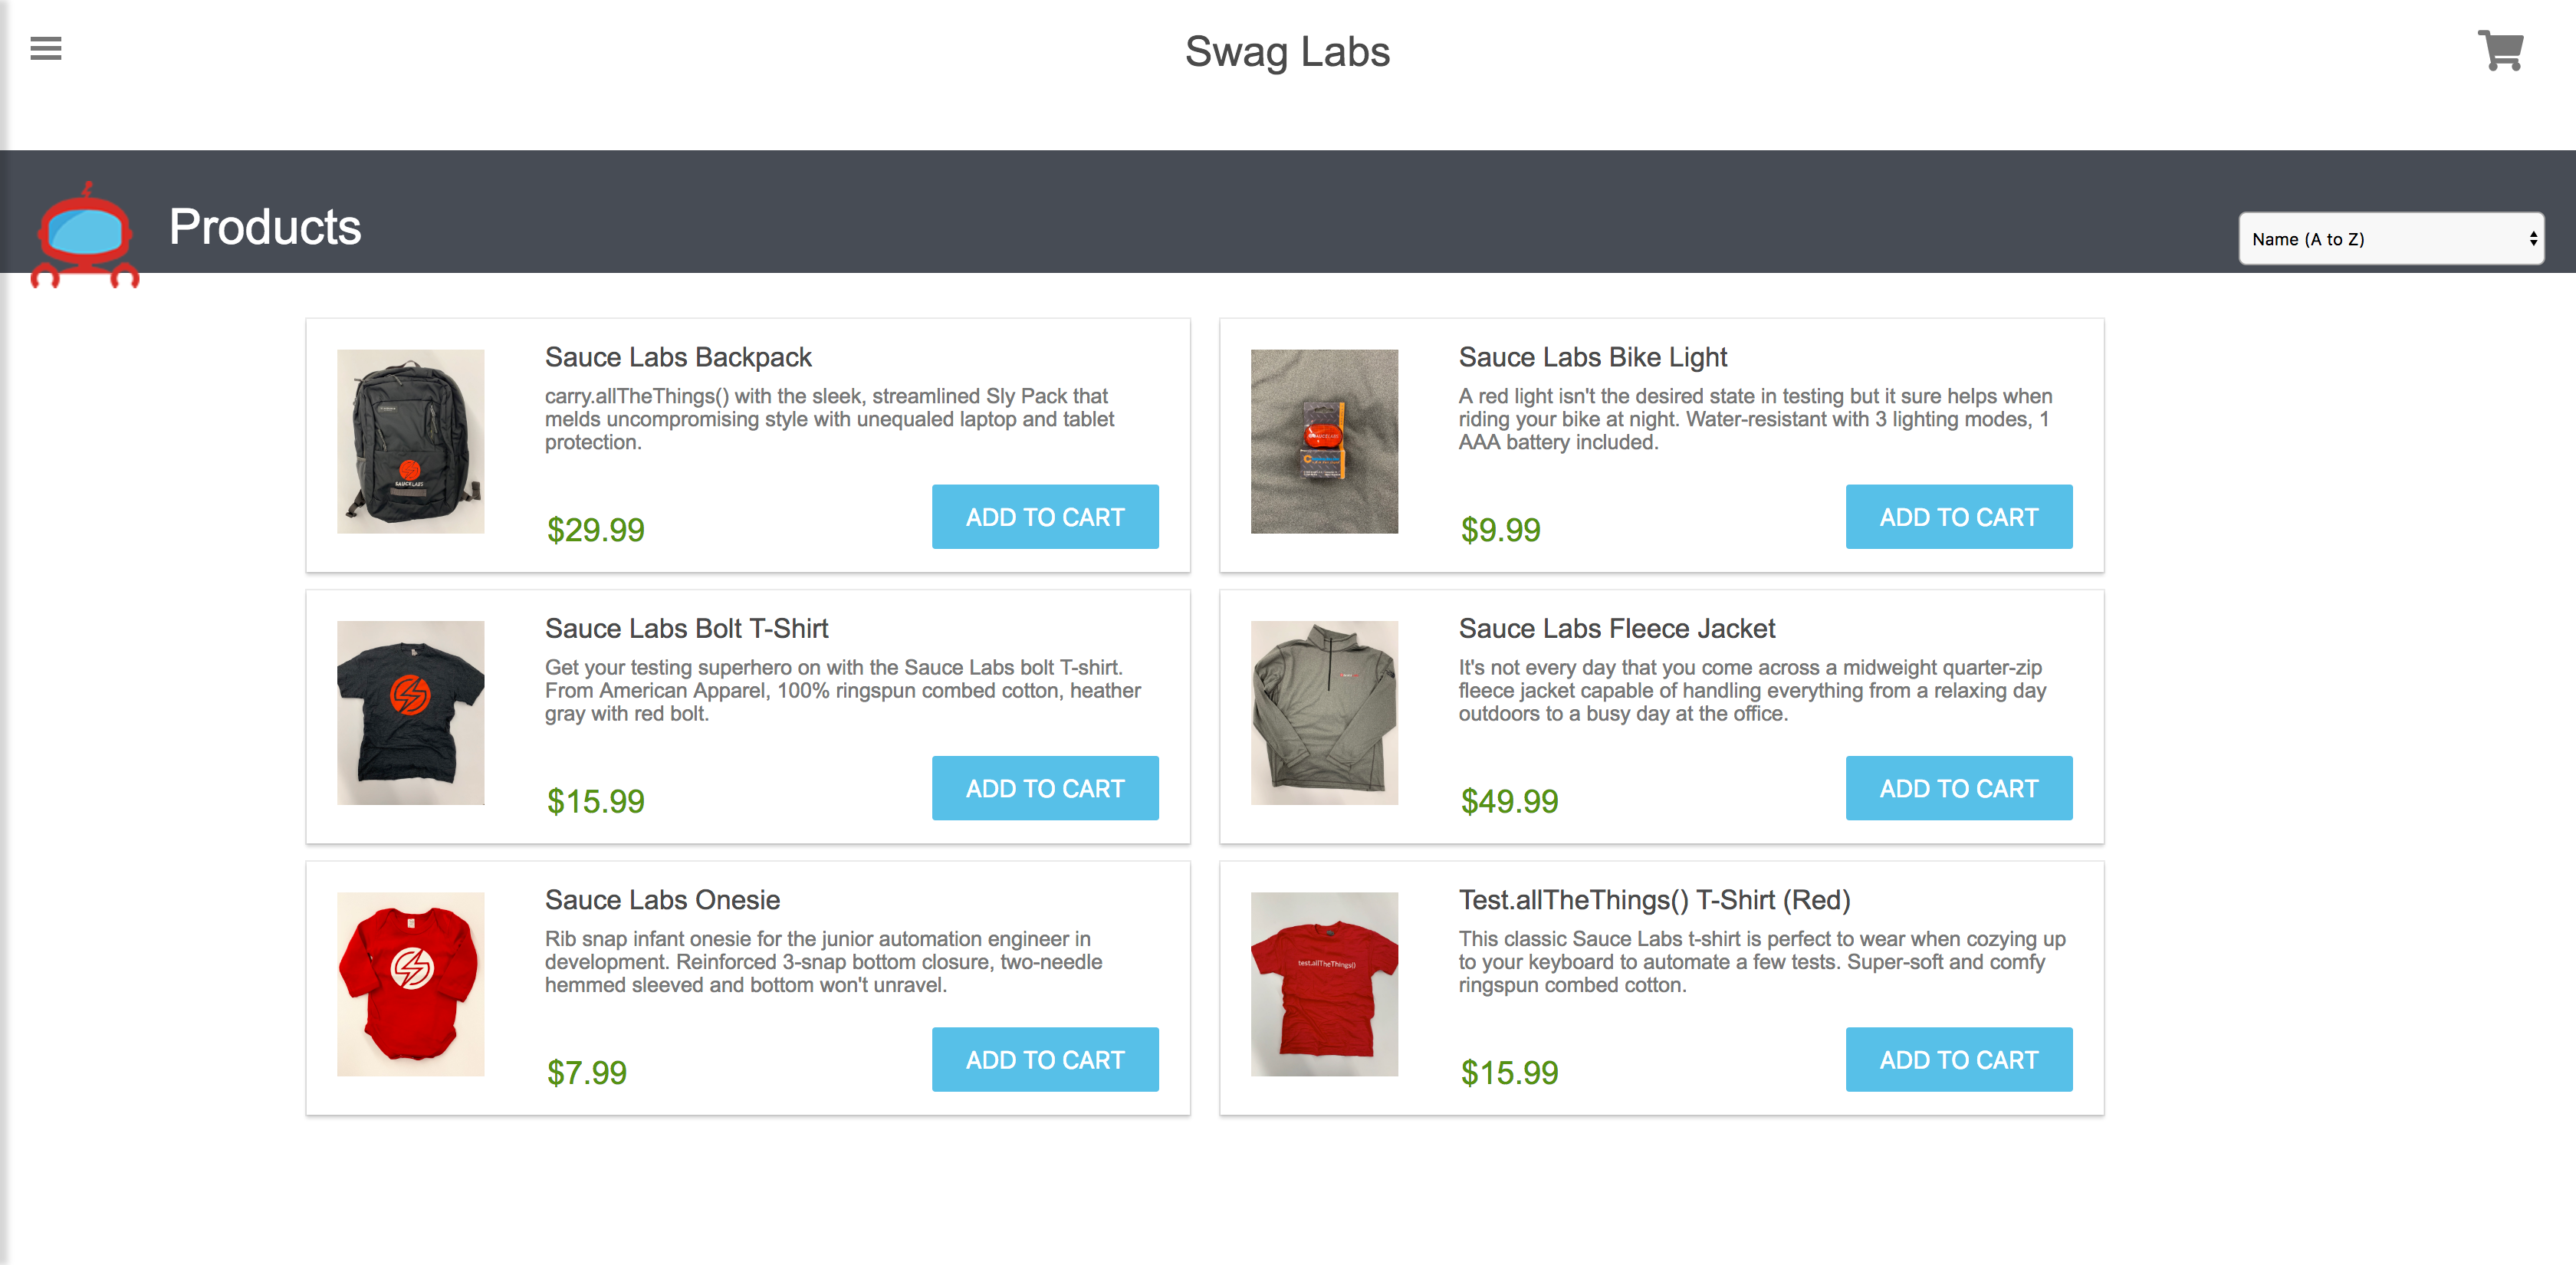 Swag Labs
Products
Name (A to Z)
Sauce Labs Backpack
carry.allTheThings() with the sleek, streamlined Sly Pack that
melds uncompromising style with unequaled laptop and tablet
protection.
$29.99
ADD TO CART
SAUCELABS
Sauce Labs Bike Light
A red light isn't the desired state in testing but it sure helps when
riding your bike at night. Water-resistant with 3 lighting modes, 1
AAA battery included.
$9.99
ADD TO CART
Sauce Labs Bolt T-Shirt
Get your testing superhero on with the Sauce Labs bolt T-shirt.
From American Apparel, 100% ringspun combed cotton, heather
gray with red bolt.
$15.99
ADD TO CART
Sauce Labs Fleece Jacket
It's not every day that you come across a midweight quarter-zip
fleece jacket capable of handling everything from a relaxing day
outdoors to a busy day at the office.
$49.99
ADD TO CART
Sauce Labs Onesie
Rib snap infant onesie for the junior automation engineer in
development. Reinforced 3-snap bottom closure, two-needle
hemmed sleeved and bottom won't unravel.
$7.99
ADD TO CART
Test.allTheThings() T-Shirt (Red)
This classic Sauce Labs t-shirt is perfect to wear when cozying up
to your keyboard to automate a few tests. Super-soft and comfy
ringspun combed cotton.
$15.99
ADD TO CART
test.allTheThings()